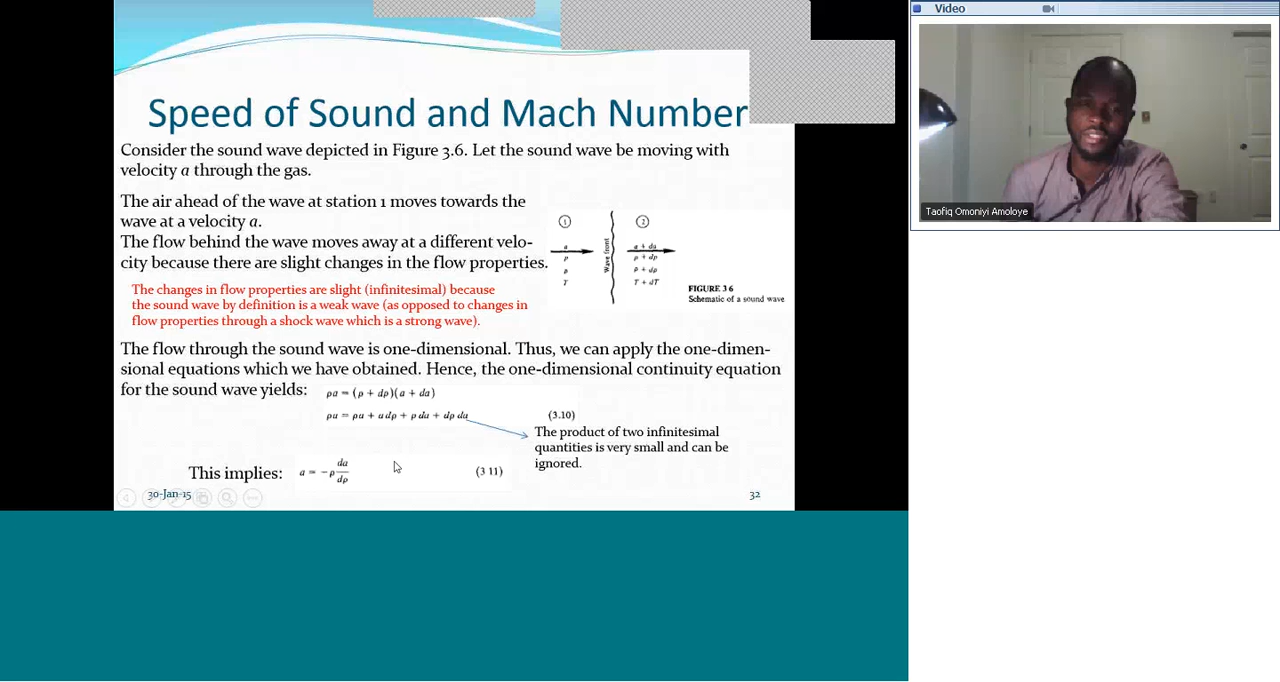 Video
Taofiq Omoniyi Amoloye
Speed of Sound and Mach Number
Consider the sound wave depicted in Figure 3.6. Let the sound wave be moving with
velocity a through the gas.
The air ahead of the wave at station 1 moves towards the
wave at a velocity a.
The flow behind the wave moves away at a different velo-
city because there are slight changes in the flow properties.
The changes in flow properties are slight (infinitesimal) because
the sound wave by definition is a weak wave (as opposed to changes in
flow properties through a shock wave which is a strong wave).
1
2
a
p
ρ
T
Wave front
a + da
p + dp
ρ + dρ
T + dT
FIGURE 3 6
Schematic of a sound wave
The flow through the sound wave is one-dimensional. Thus, we can apply the one-dimen-
sional equations which we have obtained. Hence, the one-dimensional continuity equation
for the sound wave yields:
ρa = (ρ + dρ)(a + da)
ρa = ρa + a dρ + ρ da + dρ da
(3.10)
The product of two infinitesimal
quantities is very small and can be
ignored.
This implies:
a = −ρ da/dρ
(3 11)
30-Jan-15
32